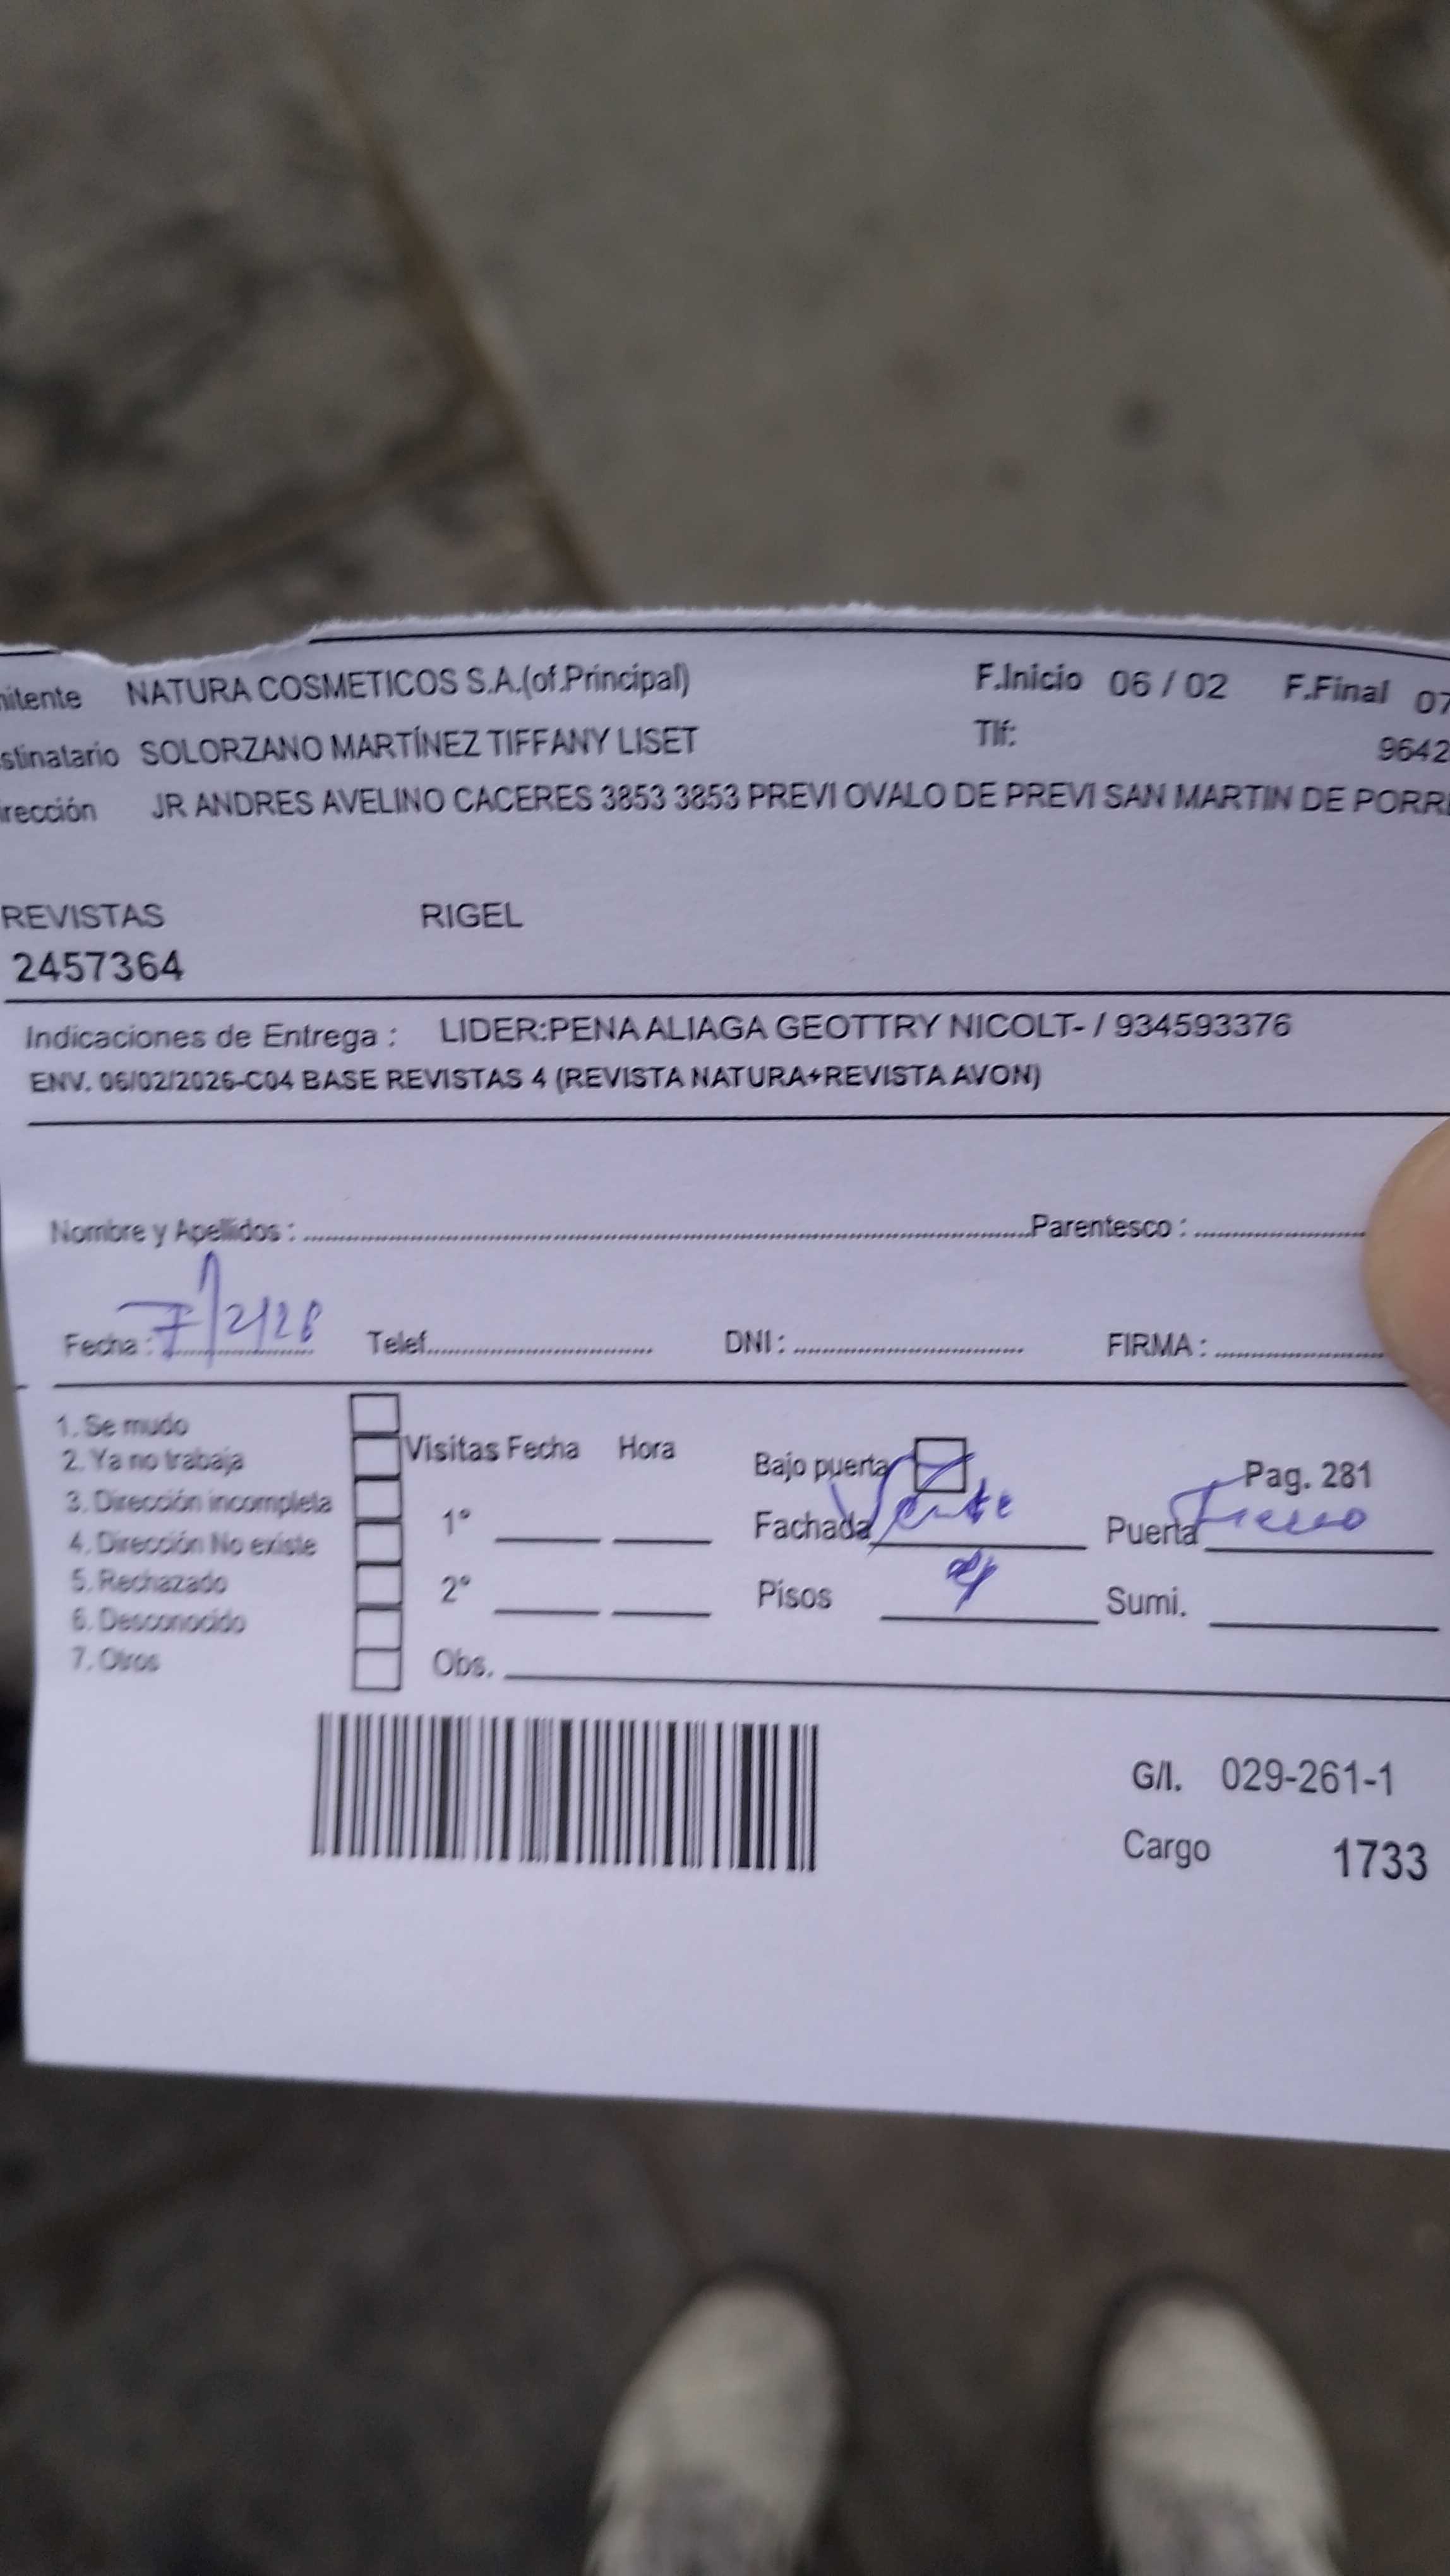 mitente NATURA COSMETICOS S.A.(of.Principal) F.Inicio 06 / 02 F.Final 07
stinatario SOLORZANO MARTÍNEZ TIFFANY LISET Tlf: 9642
irección JR ANDRES AVELINO CACERES 3853 3853 PREVI OVALO DE PREVI SAN MARTIN DE PORR
REVISTAS RIGEL
2457364
Indicaciones de Entrega : LIDER:PENA ALIAGA GEOTTRY NICOLT- / 934593376
ENV. 06/02/2026-C04 BASE REVISTAS 4 (REVISTA NATURA+REVISTA AVON)
Nombre y Apellidos : Parentesco :
Fecha : 7/2/26 Telef. DNI : FIRMA :
1. Se mudo
2. Ya no trabaja Visitas Fecha Hora Bajo puerta Pag. 281
3. Dirección incompleta 1° Fachada Puerta Fierro
4. Dirección No existe
5. Rechazado 2° Pisos Sumi.
6. Desconocido
7. Otros Obs.
G/I. 029-261-1
Cargo 1733